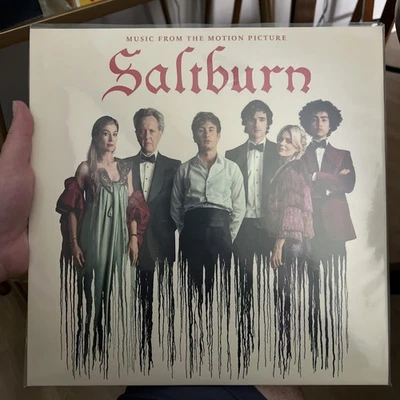 MUSIC FROM THE MOTION PICTURE
Saltburn